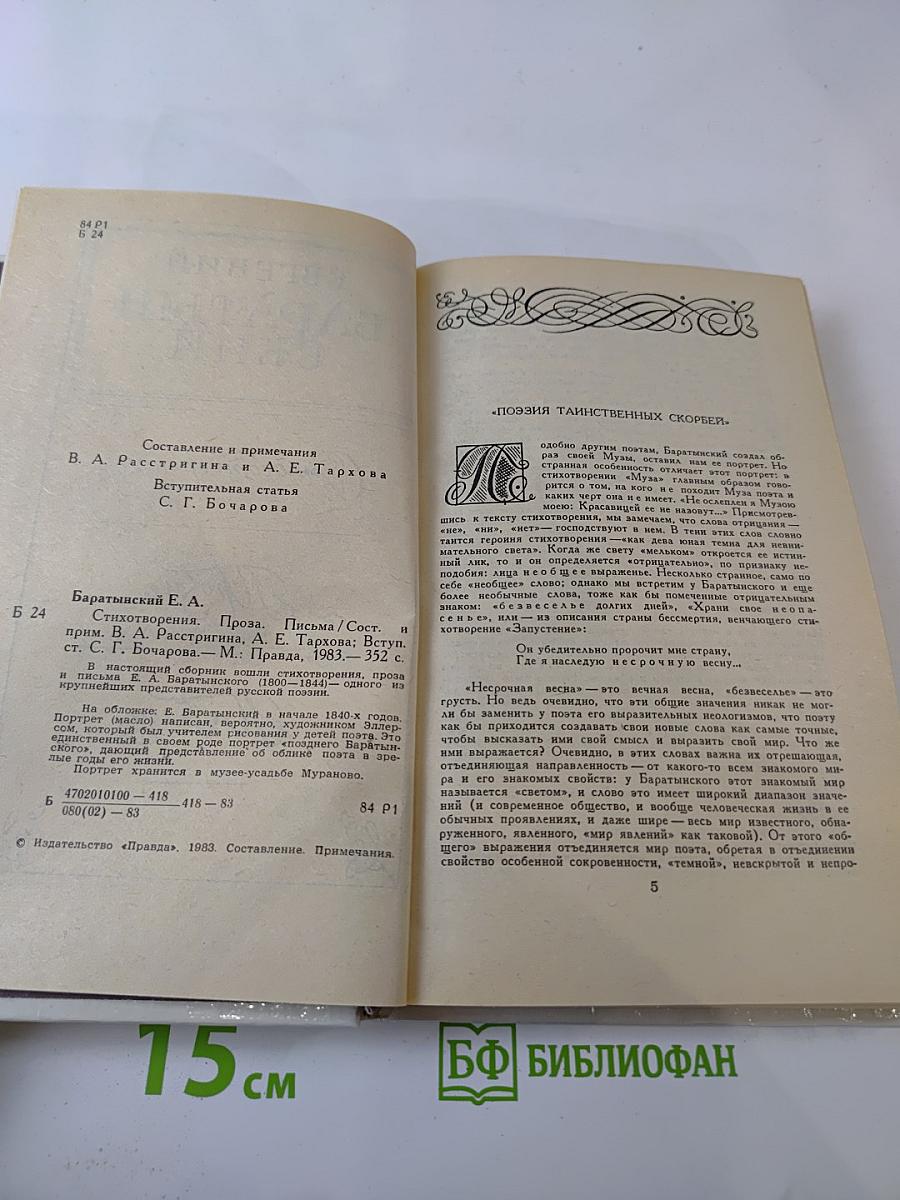 84 Р1
Б 24
Составление и примечания
В. А. Расстригина и А. Е. Тархова
Вступительная статья
С. Г. Бочарова
Баратынский Е. А.
Б 24
Стихотворения. Проза. Письма / Сост. и
прим. В. А. Расстригина, А. Е. Тархова; Вступ.
ст. С. Г. Бочарова.— М.: Правда, 1983.— 352 с.
В настоящий сборник вошли стихотворения, проза
и письма Е. А. Баратынского (1800—1844)— одного из
крупнейших представителей русской поэзии.
На обложке: Е. Баратынский в начале 1840-х годов.
Портрет (масло) написан, вероятно, художником Эллер-
сом, который был учителем рисования у детей поэта. Это
единственный в своем роде портрет «позднего Баратын-
ского», дающий представление об облике поэта в зре-
лые годы его жизни.
Портрет хранится в музее-усадьбе Мураново.
Б 4702010100 — 418
080(02) — 83
418 — 83
84 Р1
© Издательство «Правда». 1983. Составление. Примечания.
«ПОЭЗИЯ ТАИНСТВЕННЫХ СКОРБЕЙ»
одобно другим поэтам, Баратынский создал об-
раз своей Музы, оставил нам ее портрет. Но
странная особенность отличает этот портрет: в
стихотворении «Муза» главным образом гово-
рится о том, на кого не походит Муза поэта и
каких черт она не имеет. «Не ослеплен я Музою
моею: Красавицей ее не назовут...» Присмотрев-
шись к тексту стихотворения, мы замечаем, что слова отрицания —
«не», «ни», «нет»— господствуют в нем. В тени этих слов словно
таится героиня стихотворения —«как дева юная темна для невни-
мательного света». Когда же свету «мельком» откроется ее истин-
ный лик, то и он определяется «отрицательно», по признаку не-
подобия: лица необщее выраженье. Несколько странное, само по
себе «необщее» слово; однако мы встретим у Баратынского и еще
более необычные слова, тоже как бы помеченные отрицательным
знаком: «безвеселье долгих дней», «Храни свое неопа-
сенье», или — из описания страны бессмертия, венчающего сти-
хотворение «Запустение»:
Он убедительно пророчит мне страну,
Где я наследую несрочную весну...
«Несрочная весна» — это вечная весна, «безвеселье» — это
грусть. Но ведь очевидно, что эти общие значения никак не мог-
ли бы заменить у поэта его выразительных неологизмов, что поэту
как бы приходится создавать свои новые слова как самые точные,
чтобы высказать ими свой смысл и выразить свой мир. Что же
ими выражается? Очевидно, в этих словах важна их отрешающая,
отъединяющая направленность — от какого-то всем знакомого ми-
ра и его знакомых свойств: у Баратынского этот знакомый мир
называется «светом», и слово это имеет широкий диапазон значе-
ний (и современное общество, и вообще человеческая жизнь в ее
обычных проявлениях, и даже шире — весь мир известного, обна-
руженного, явленного, «мир явлений» как таковой). От этого «об-
щего» выражения отъединяется мир поэта, обретая в отъединении
свойство особенной сокровенности, «темной», невскрытой и непро-
5
15 см
БФ БИБЛИОФАН